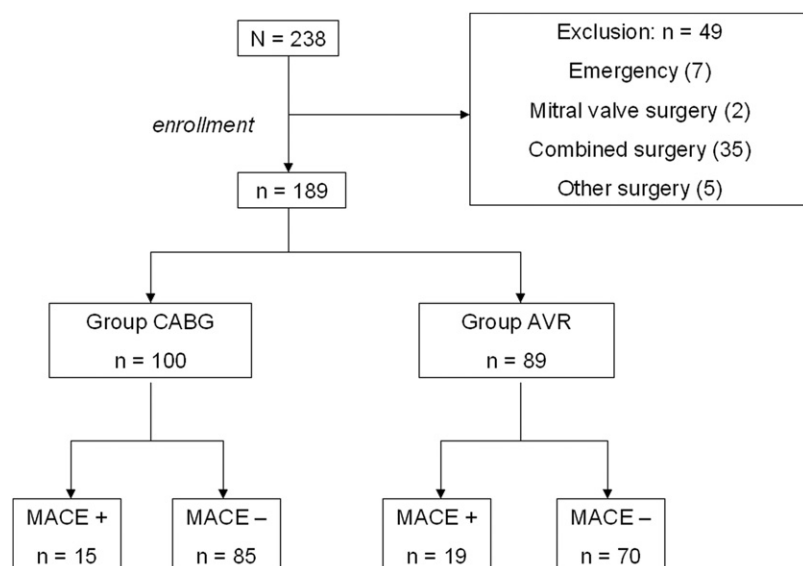 N = 238
Exclusion: n = 49
Emergency (7)
Mitral valve surgery (2)
Combined surgery (35)
Other surgery (5)
enrollment
n = 189
Group CABG
n = 100
Group AVR
n = 89
MACE +
n = 15
MACE –
n = 85
MACE +
n = 19
MACE –
n = 70